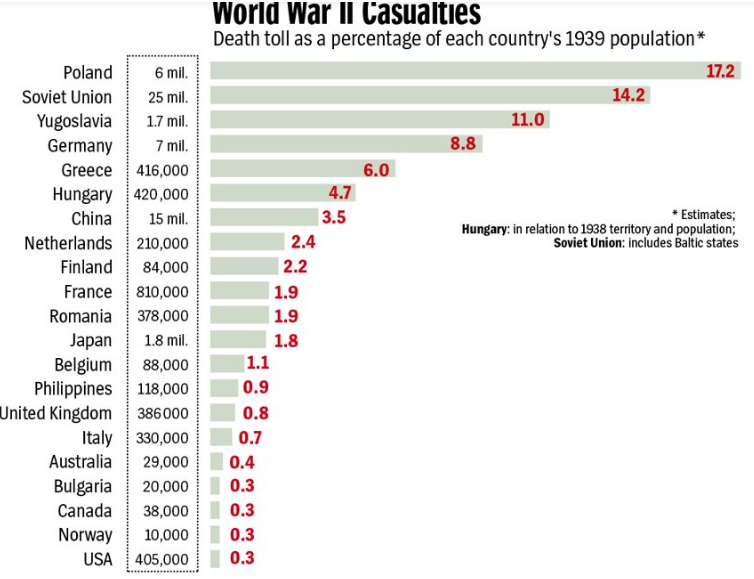 World War II Casualties
Death toll as a percentage of each country's 1939 population*
Poland 6 mil. 17.2
Soviet Union 25 mil. 14.2
Yugoslavia 1.7 mil. 11.0
Germany 7 mil. 8.8
Greece 416,000 6.0
Hungary 420,000 4.7
China 15 mil. 3.5
Netherlands 210,000 2.4
Finland 84,000 2.2
France 810,000 1.9
Romania 378,000 1.9
Japan 1.8 mil. 1.8
Belgium 88,000 1.1
Philippines 118,000 0.9
United Kingdom 386000 0.8
Italy 330,000 0.7
Australia 29,000 0.4
Bulgaria 20,000 0.3
Canada 38,000 0.3
Norway 10,000 0.3
USA 405,000 0.3
* Estimates;
Hungary: in relation to 1938 territory and population;
Soviet Union: includes Baltic states